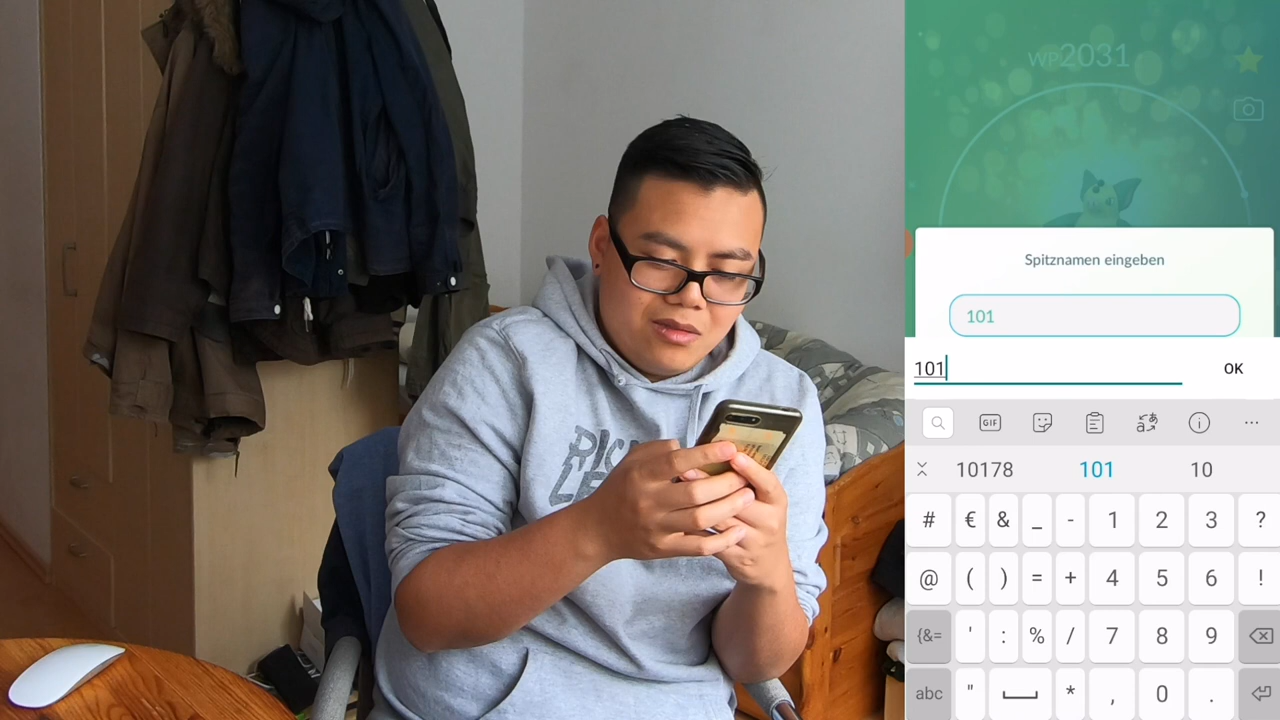 WP2031
Spitznamen eingeben
101
101
OK
GIF
10178 101 10
# € & _ - 1 2 3 ?
@ ( ) = + 4 5 6 !
{&= ' : % / 7 8 9
abc " * , 0 .